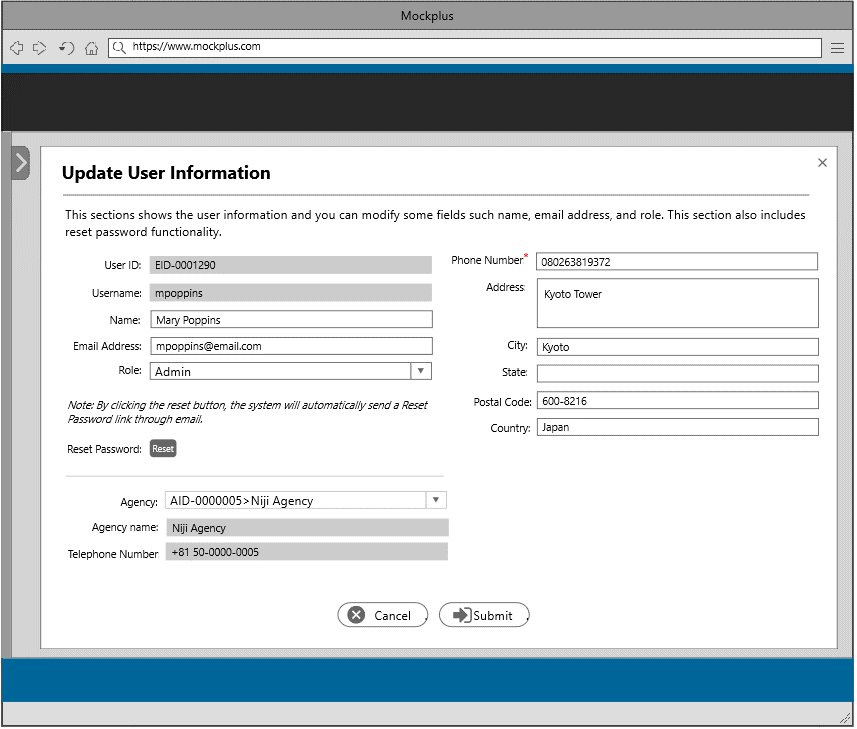 Mockplus
https://www.mockplus.com
Update User Information
This sections shows the user information and you can modify some fields such name, email address, and role. This section also includes
reset password functionality.
User ID: EID-0001290
Username: mpoppins
Name: Mary Poppins
Email Address: mpoppins@email.com
Role: Admin
Note: By clicking the reset button, the system will automatically send a Reset
Password link through email.
Reset Password: Reset
Agency: AID-0000005>Niji Agency
Agency name: Niji Agency
Telephone Number +81 50-0000-0005
Phone Number* 080263819372
Address: Kyoto Tower
City: Kyoto
State:
Postal Code: 600-8216
Country: Japan
Cancel
Submit